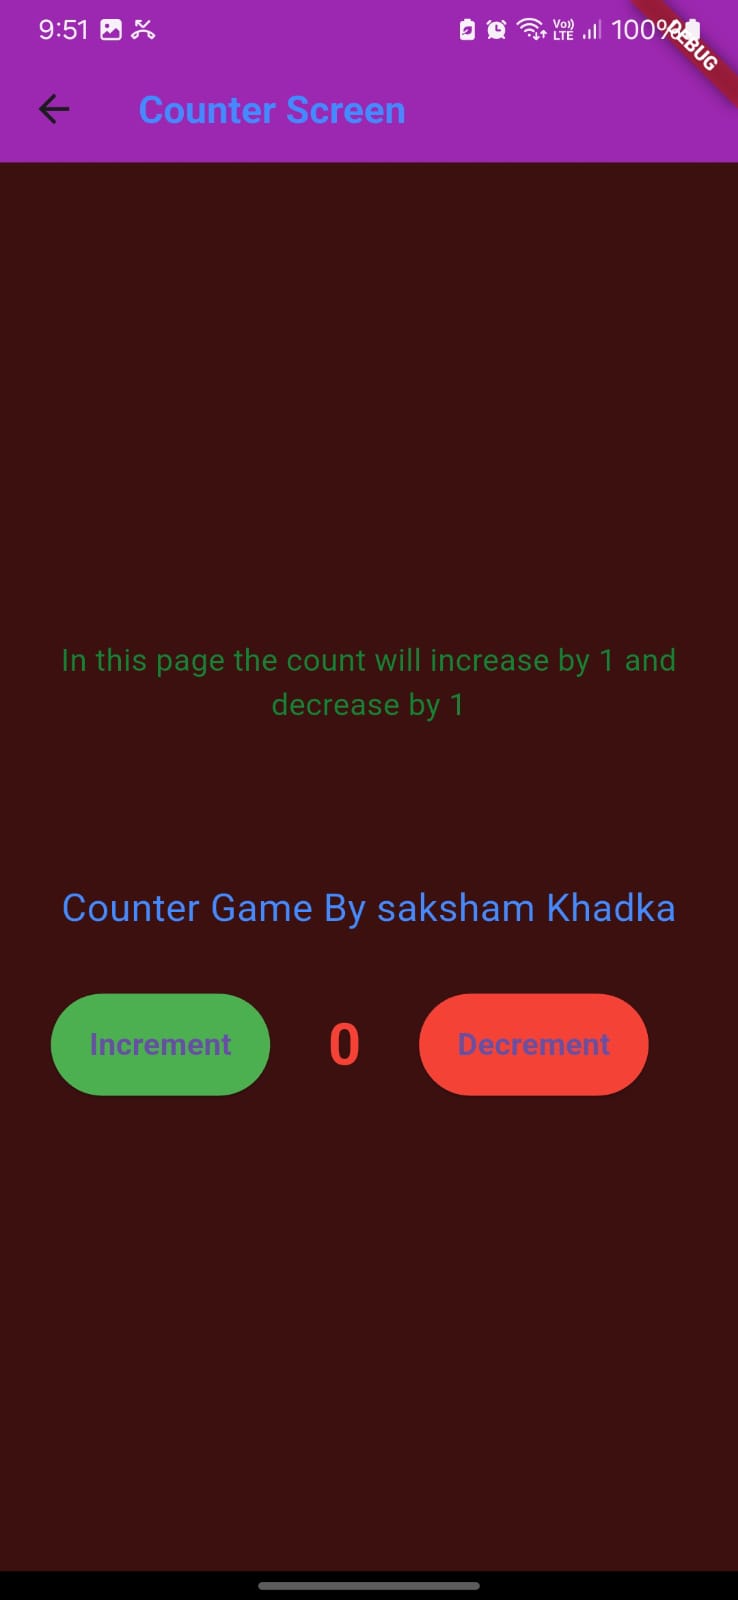 9:51 Vo)) LTE 100%
DEBUG
Counter Screen
In this page the count will increase by 1 and
decrease by 1
Counter Game By saksham Khadka
Increment 0 Decrement